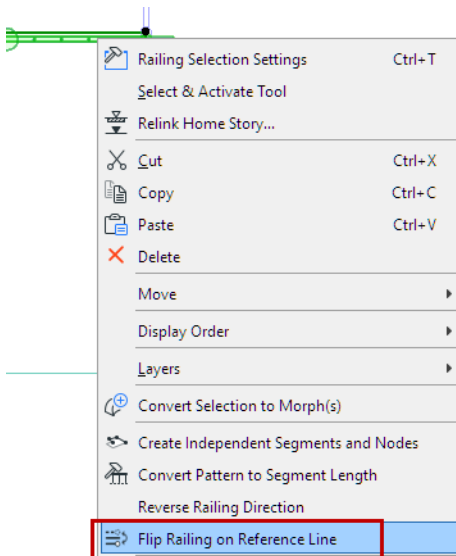 Railing Selection Settings Ctrl+T
Select & Activate Tool
Relink Home Story...
Cut Ctrl+X
Copy Ctrl+C
Paste Ctrl+V
Delete
Move
Display Order
Layers
Convert Selection to Morph(s)
Create Independent Segments and Nodes
Convert Pattern to Segment Length
Reverse Railing Direction
Flip Railing on Reference Line